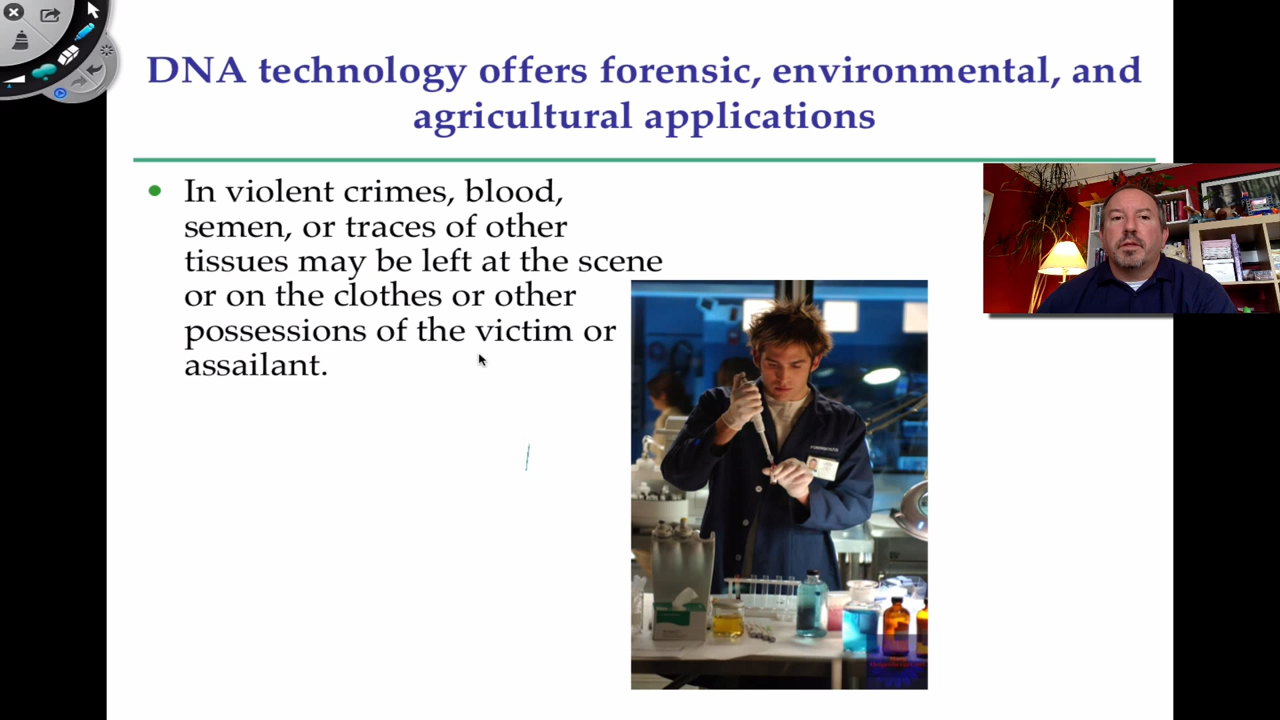 DNA technology offers forensic, environmental, and
agricultural applications
In violent crimes, blood,
semen, or traces of other
tissues may be left at the scene
or on the clothes or other
possessions of the victim or
assailant.